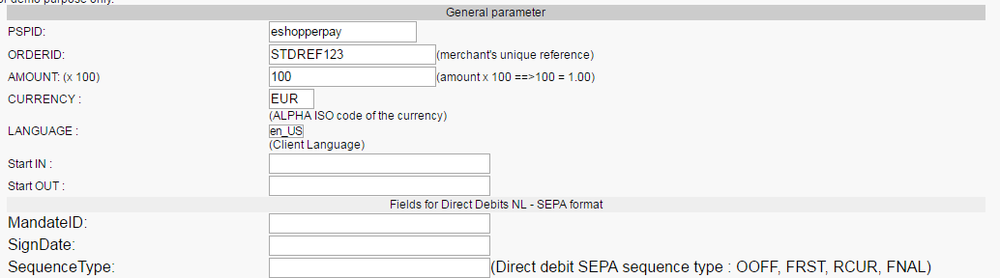 or demo purpose only.
General parameter
PSPID: eshopperpay
ORDERID: STDREF123 (merchant's unique reference)
AMOUNT: (x 100) 100 (amount x 100 ==>100 = 1.00)
CURRENCY : EUR
(ALPHA ISO code of the currency)
LANGUAGE : en_US
(Client Language)
Start IN :
Start OUT :
Fields for Direct Debits NL - SEPA format
MandateID:
SignDate:
SequenceType: (Direct debit SEPA sequence type : OOFF, FRST, RCUR, FNAL)